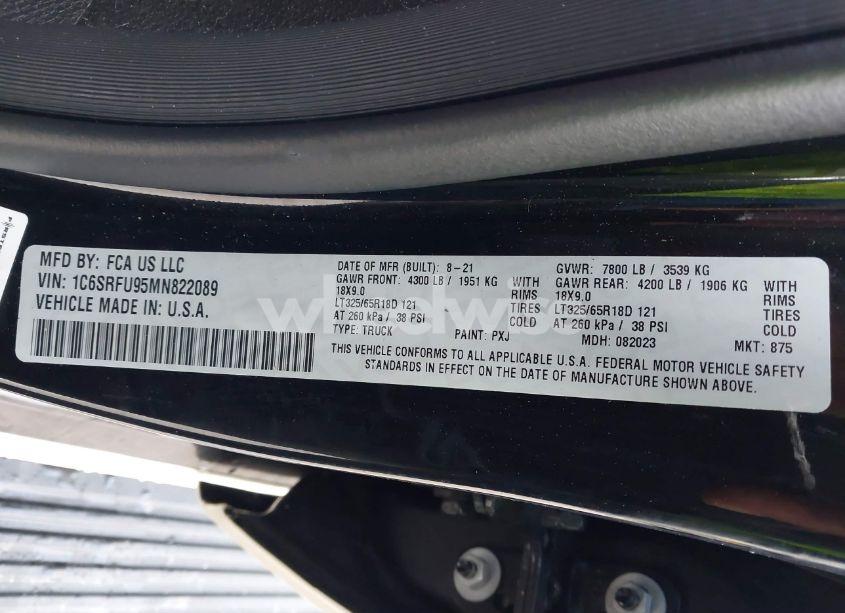 MFD BY: FCA US LLC
VIN: 1C6SRFU95MN822089
VEHICLE MADE IN U.S.A.
DATE OF MFR (BUILT): 8-21
GAWR FRONT: 4300 LB / 1951 KG WITH
18X9.0 RIMS
LT325/65R18D 121 TIRES
AT 260 kPa / 38 PSI COLD
TYPE: TRUCK PAINT: PXJ
GVWR: 7800 LB / 3539 KG
GAWR REAR: 4200 LB / 1906 KG WITH
18X9.0 RIMS
LT325/65R18D 121 TIRES
AT 260 kPa / 38 PSI COLD
MDH: 082023 MKT: 875
THIS VEHICLE CONFORMS TO ALL APPLICABLE U.S.A. FEDERAL MOTOR VEHICLE SAFETY
STANDARDS IN EFFECT ON THE DATE OF MANUFACTURE SHOWN ABOVE.